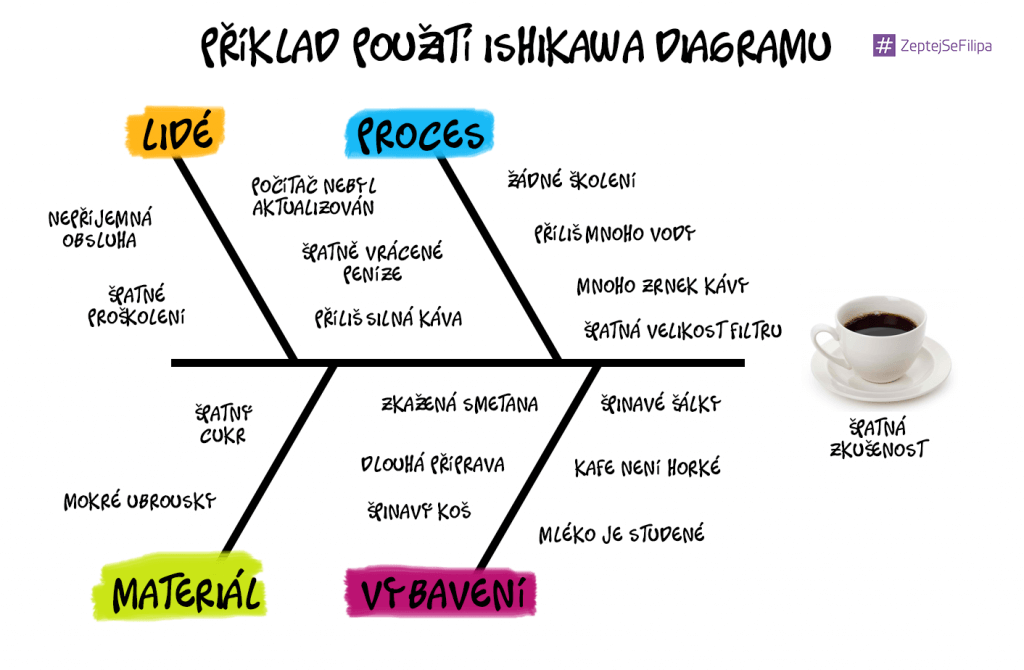 PŘÍKLAD POUŽITÍ ISHIKAWA DIAGRAMU
# ZeptejSeFilipa
LIDÉ
PROCES
NEPŘÍJEMNÁ
OBSLUHA
ŠPATNÉ
PROŠKOLENÍ
POČÍTAČ NEBYL
AKTUALIZOVÁN
ŠPATNĚ VRÁCENÉ
PENÍZE
PŘÍLIŠ SILNÁ KÁVA
ŽÁDNÉ ŠKOLENÍ
PŘÍLIŠ MNOHO VODY
MNOHO ZRNEK KÁVY
ŠPATNÁ VELIKOST FILTRU
ŠPATNÁ
ZKUŠENOST
ŠPATNÝ
CUKR
MOKRÉ UBROUSKY
ZKAŽENÁ SMETANA
DLOUHÁ PŘÍPRAVA
ŠPINAVÝ KOŠ
ŠPINAVÉ ŠÁLKY
KAFE NENÍ HORKÉ
MLÉKO JE STUDENÉ
MATERIÁL
VYBAVENÍ